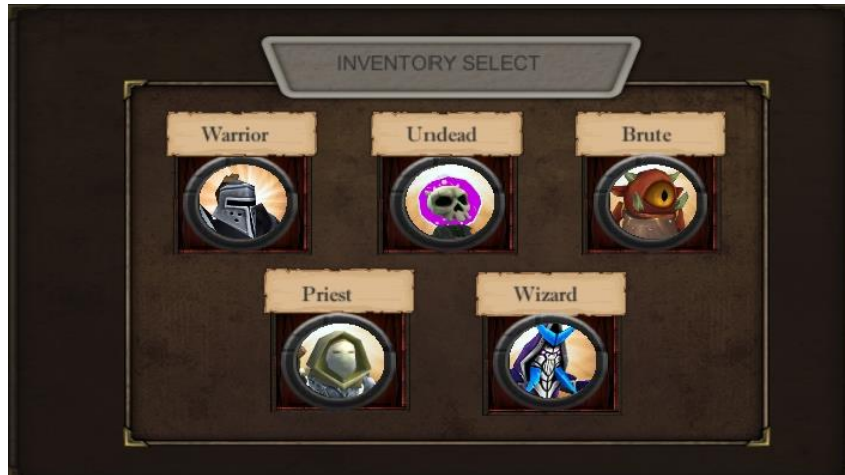 INVENTORY SELECT
Warrior
Undead
Brute
Priest
Wizard